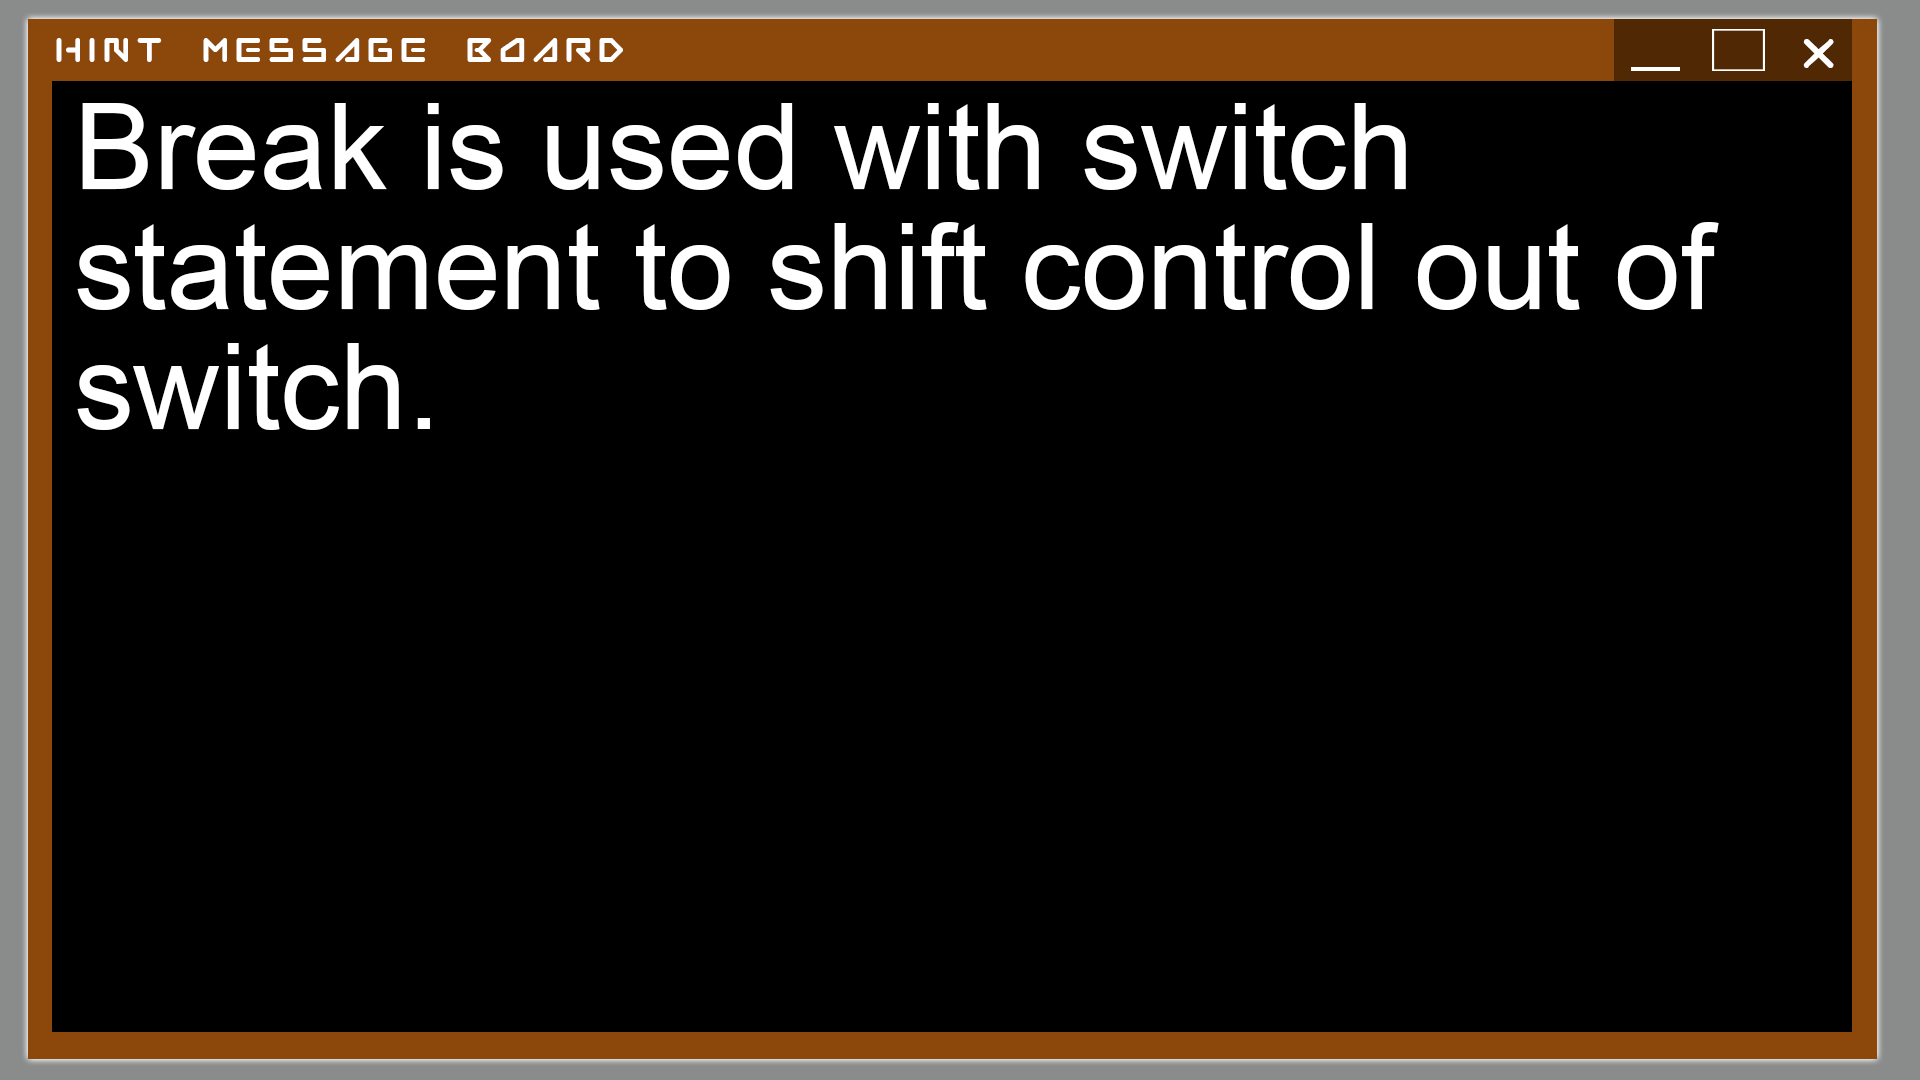 HINT MESSAGE BOARD
Break is used with switch
statement to shift control out of
switch.